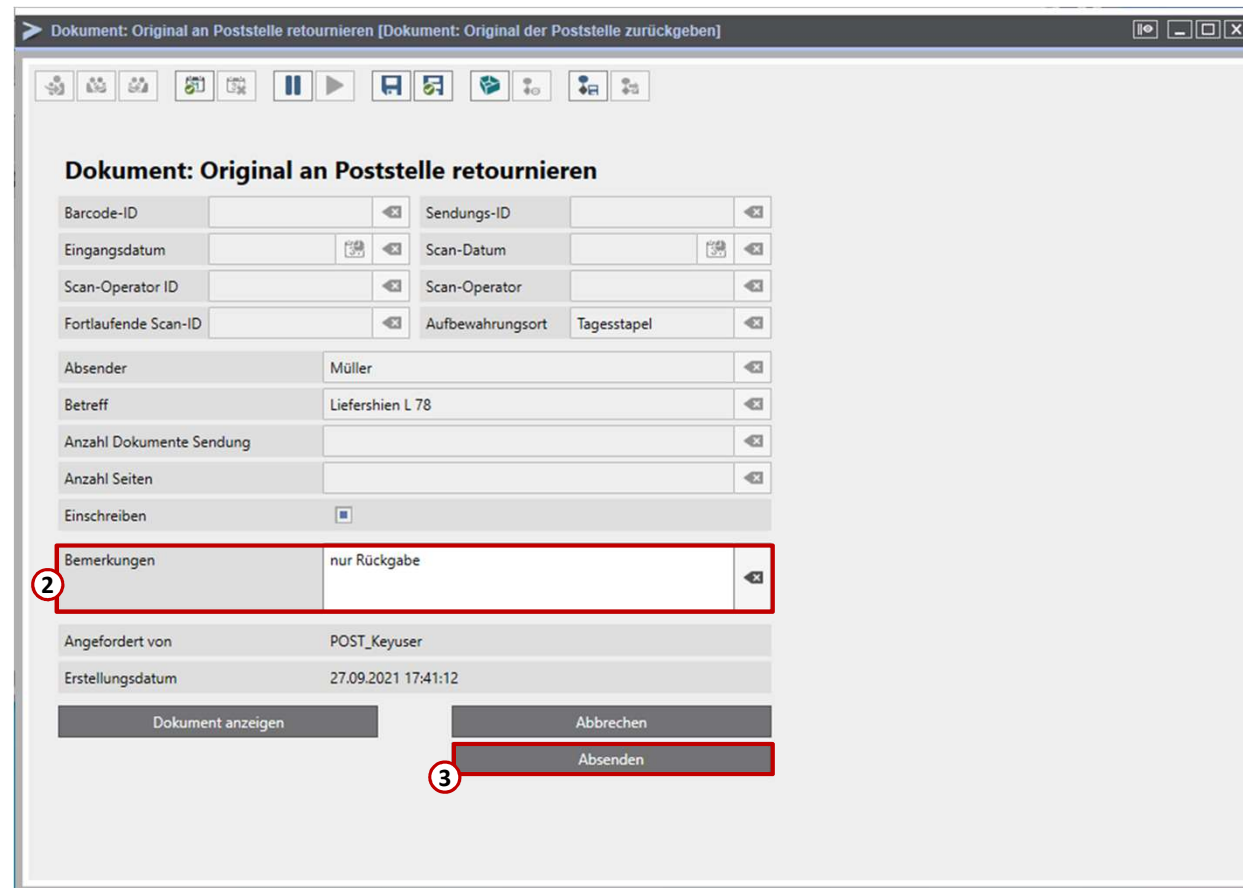 Dokument: Original an Poststelle retournieren [Dokument: Original der Poststelle zurückgeben]
Dokument: Original an Poststelle retournieren
Barcode-ID Sendungs-ID
Eingangsdatum Scan-Datum
Scan-Operator ID Scan-Operator
Fortlaufende Scan-ID Aufbewahrungsort Tagesstapel
Absender Müller
Betreff Liefershien L 78
Anzahl Dokumente Sendung
Anzahl Seiten
Einschreiben
Bemerkungen nur Rückgabe
2
Angefordert von POST_Keyuser
Erstellungsdatum 27.09.2021 17:41:12
Dokument anzeigen Abbrechen
Absenden
3